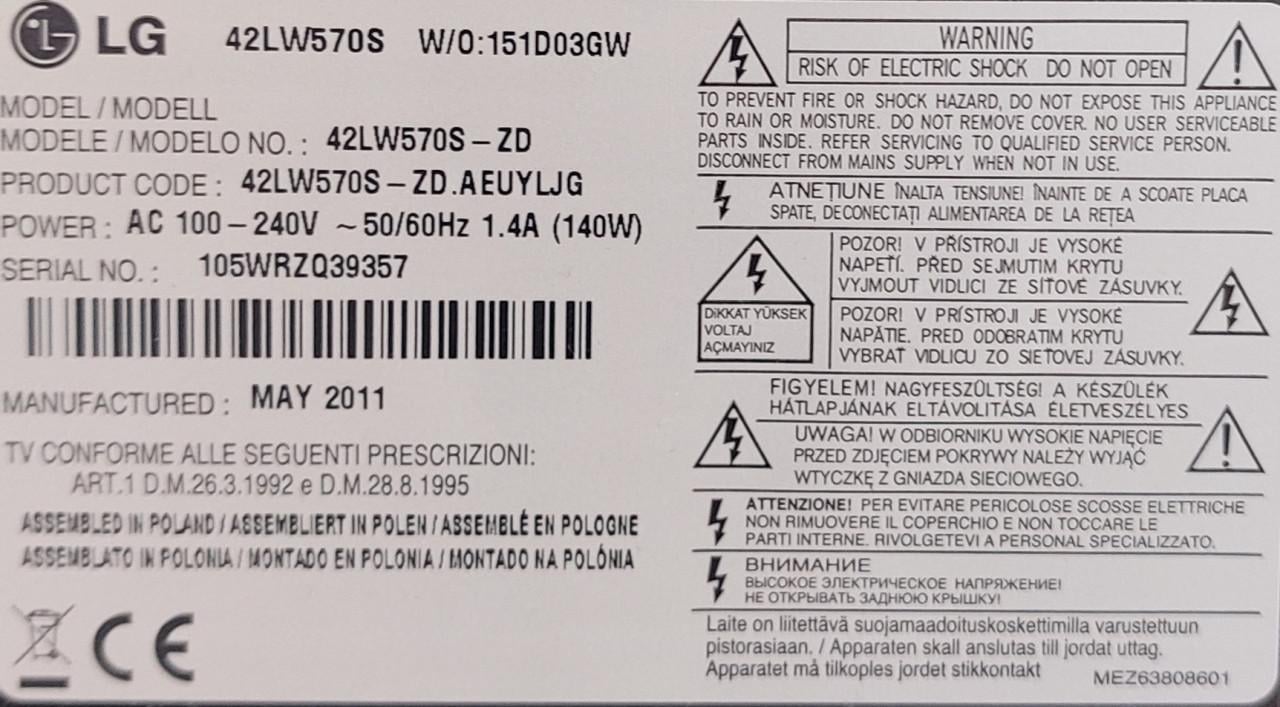 LG 42LW570S W/O:151D03GW
MODEL / MODELL
MODELE / MODELO NO. : 42LW570S-ZD
PRODUCT CODE : 42LW570S-ZD.AEUYLJG
POWER : AC 100-240V ~50/60Hz 1.4A (140W)
SERIAL NO. : 105WRZQ39357
MANUFACTURED : MAY 2011
TV CONFORME ALLE SEGUENTI PRESCRIZIONI:
ART.1 D.M.26.3.1992 e D.M.28.8.1995
ASSEMBLED IN POLAND / ASSEMBLIERT IN POLEN / ASSEMBLÉ EN POLOGNE
ASSEMBLATO IN POLONIA / MONTADO EN POLONIA / MONTADO NA POLÓNIA
CE
WARNING
RISK OF ELECTRIC SHOCK DO NOT OPEN
TO PREVENT FIRE OR SHOCK HAZARD, DO NOT EXPOSE THIS APPLIANCE
TO RAIN OR MOISTURE. DO NOT REMOVE COVER. NO USER SERVICEABLE
PARTS INSIDE. REFER SERVICING TO QUALIFIED SERVICE PERSON.
DISCONNECT FROM MAINS SUPPLY WHEN NOT IN USE.
ATNEȚIUNE ÎNALTA TENSIUNE! ÎNAINTE DE A SCOATE PLACA
SPATE, DECONECTAȚI ALIMENTAREA DE LA REȚEA
DİKKAT YÜKSEK
VOLTAJ
AÇMAYINIZ
POZOR! V PŘÍSTROJI JE VYSOKÉ
NAPETÍ. PŘED SEJMUTIM KRYTU
VYJMOUT VIDLICI ZE SÍŤOVÉ ZÁSUVKY.
POZOR! V PRÍSTROJI JE VYSOKÉ
NAPÄTIE. PRED ODOBRATIM KRYTU
VYBRAŤ VIDLICU ZO SIEŤOVEJ ZÁSUVKY.
FIGYELEM! NAGYFESZÜLTSÉG! A KÉSZÜLÉK
HÁTLAPJÁNAK ELTÁVOLITÁSA ÉLETVESZÉLYES
UWAGA! W ODBIORNIKU WYSOKIE NAPIĘCIE
PRZED ZDJĘCIEM POKRYWY NALEŻY WYJĄĆ
WTYCZKĘ Z GNIAZDA SIECIOWEGO.
ATTENZIONE! PER EVITARE PERICOLOSE SCOSSE ELETTRICHE
NON RIMUOVERE IL COPERCHIO E NON TOCCARE LE
PARTI INTERNE. RIVOLGETEVI A PERSONAL SPECIALIZZATO.
ВНИМАНИЕ
ВЫСОКОЕ ЭЛЕКТРИЧЕСКОЕ НАПРЯЖЕНИЕ!
НЕ ОТКРЫВАТЬ ЗАДНЮЮ КРЫШКУ!
Laite on liitettävä suojamaadoituskoskettimilla varustettuun
pistorasiaan. / Apparaten skall anslutas till jordat uttag.
Apparatet må tilkoples jordet stikkontakt
MEZ63808601